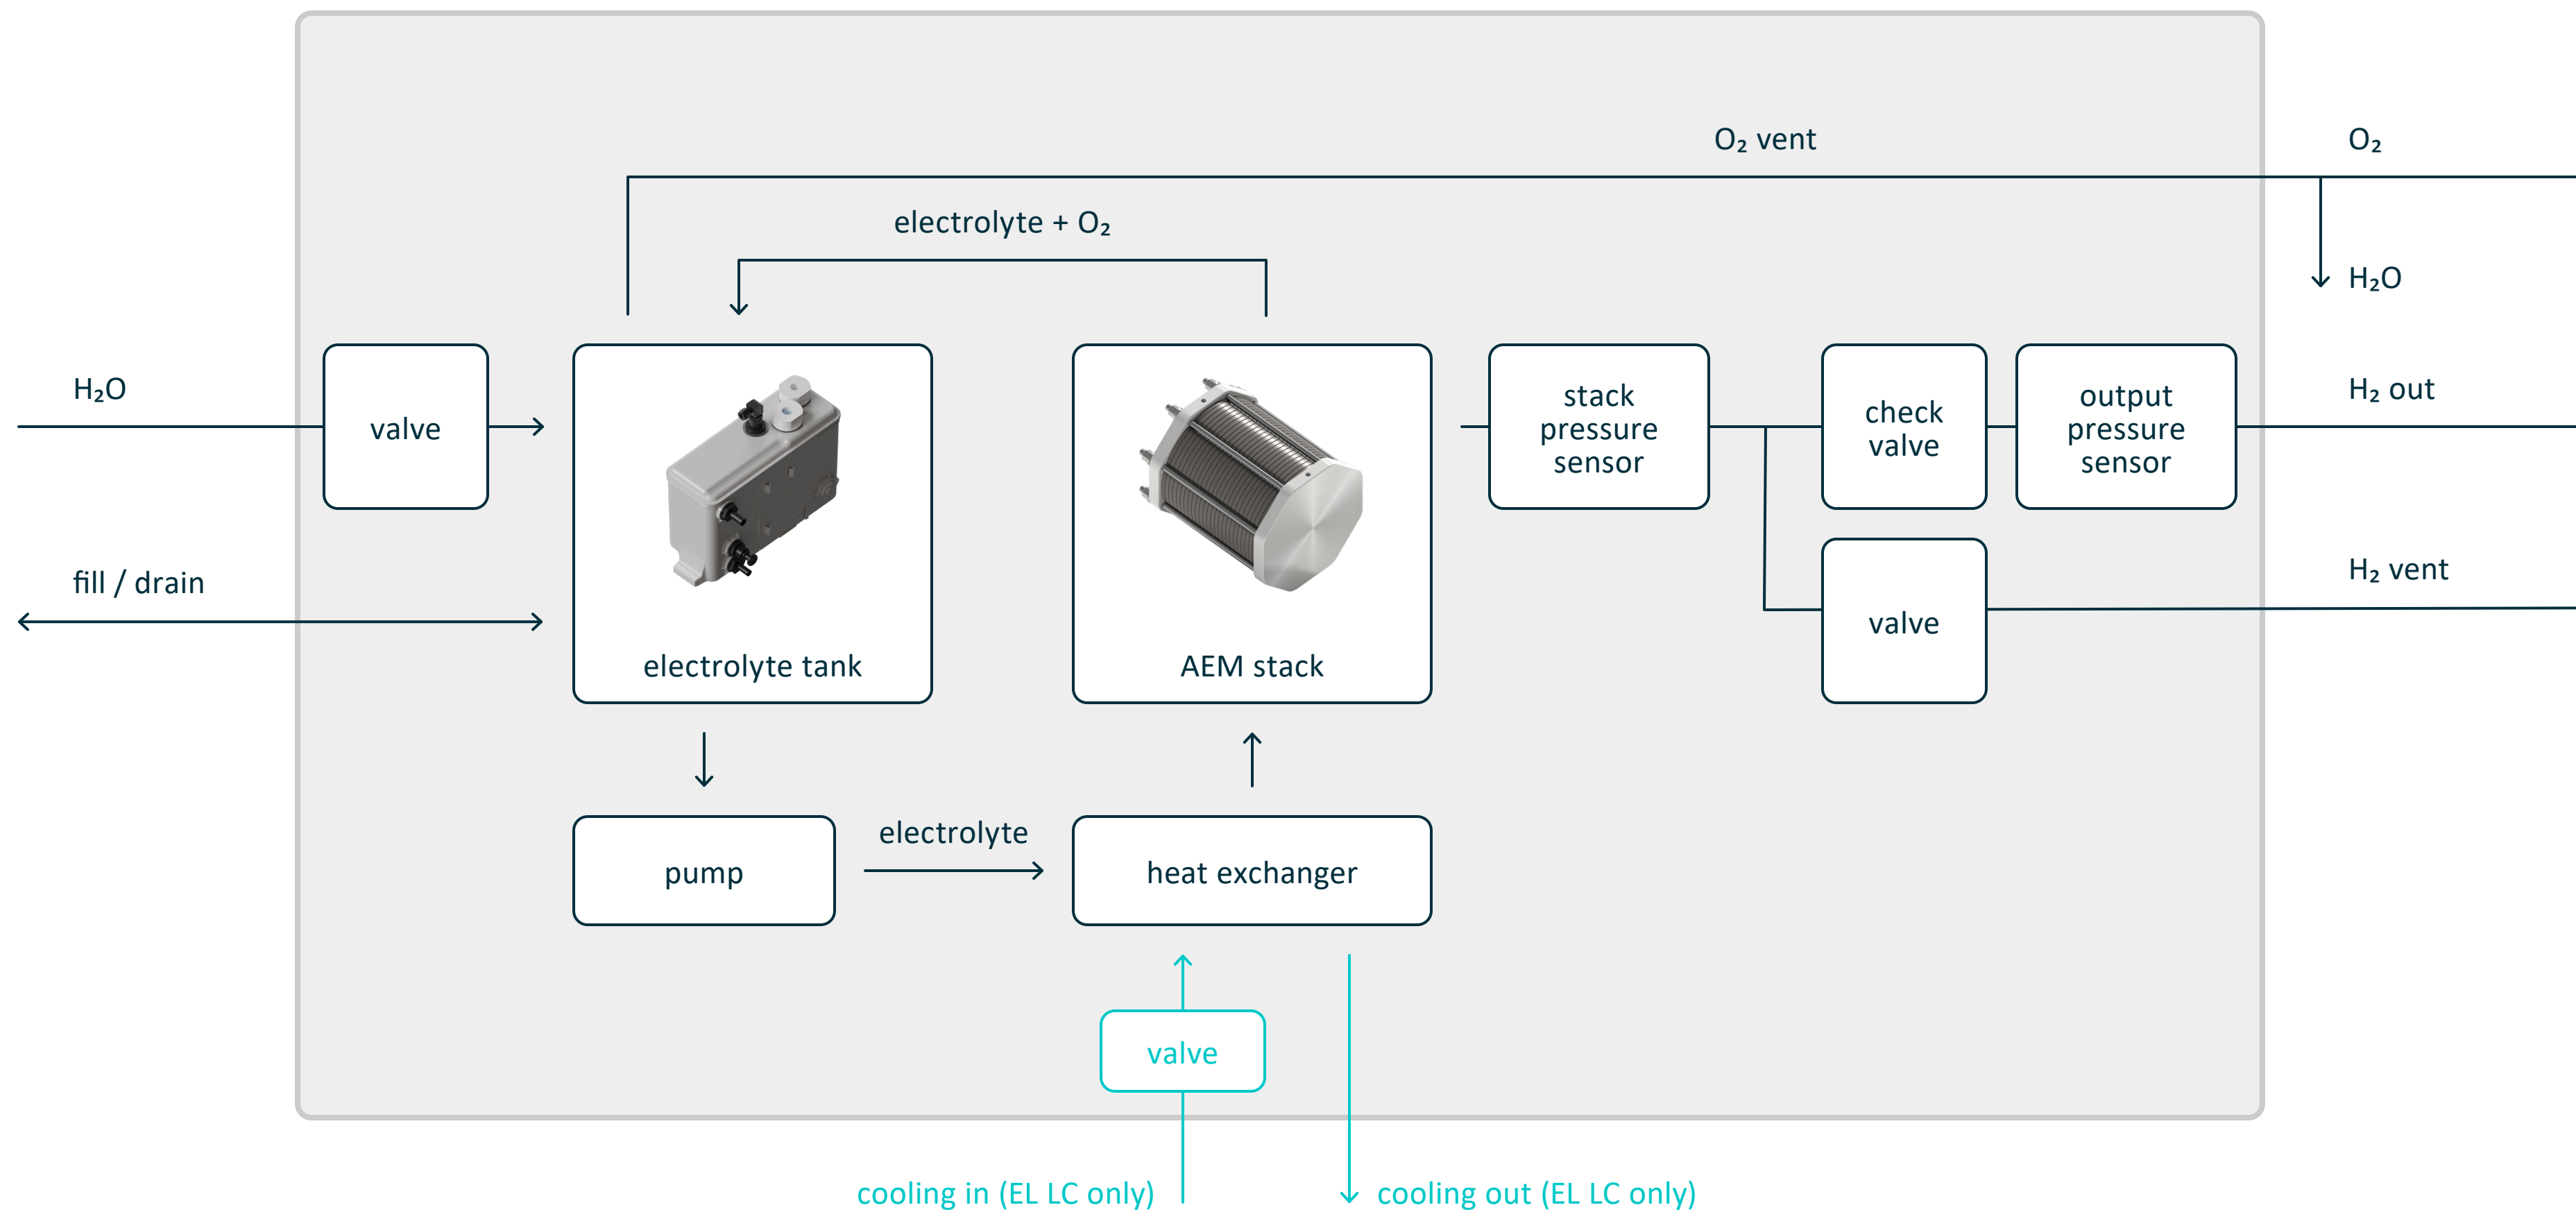 O₂ vent
O₂
electrolyte + O₂
H₂O
H₂O
valve
fill / drain
electrolyte tank
AEM stack
stack
pressure
sensor
check
valve
output
pressure
sensor
H₂ out
valve
H₂ vent
pump
electrolyte
heat exchanger
valve
cooling in (EL LC only)
cooling out (EL LC only)